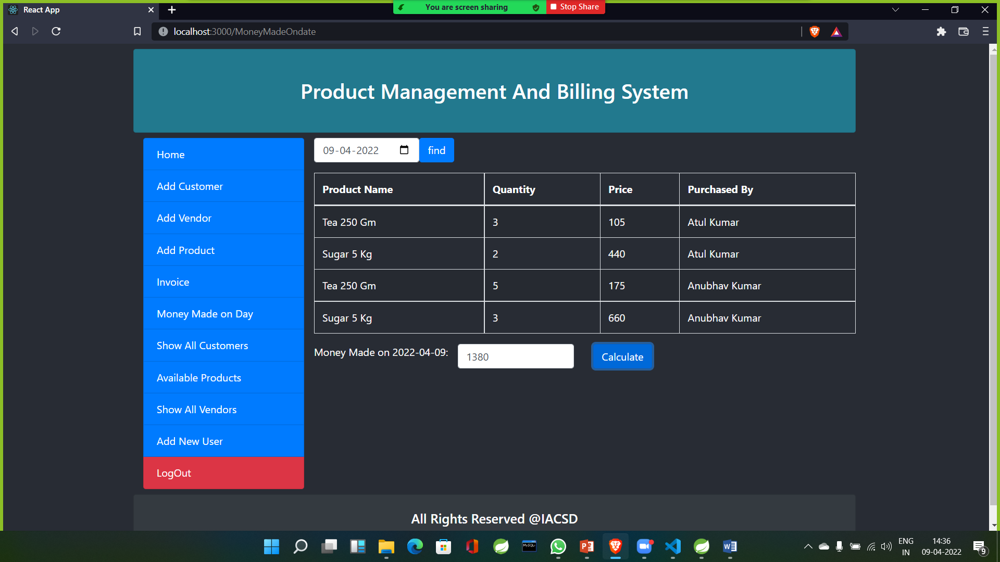 React App
You are screen sharing
Stop Share
localhost:3000/MoneyMadeOndate
Product Management And Billing System
Home
Add Customer
Add Vendor
Add Product
Invoice
Money Made on Day
Show All Customers
Available Products
Show All Vendors
Add New User
LogOut
09-04-2022 find
Product Name Quantity Price Purchased By
Tea 250 Gm 3 105 Atul Kumar
Sugar 5 Kg 2 440 Atul Kumar
Tea 250 Gm 5 175 Anubhav Kumar
Sugar 5 Kg 3 660 Anubhav Kumar
Money Made on 2022-04-09: 1380 Calculate
All Rights Reserved @IACSD
ENG
IN
14:36
09-04-2022
9